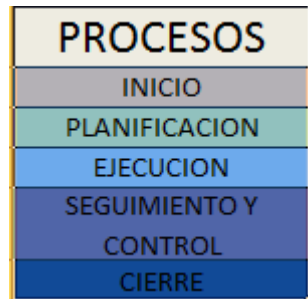 PROCESOS
INICIO
PLANIFICACION
EJECUCION
SEGUIMIENTO Y
CONTROL
CIERRE